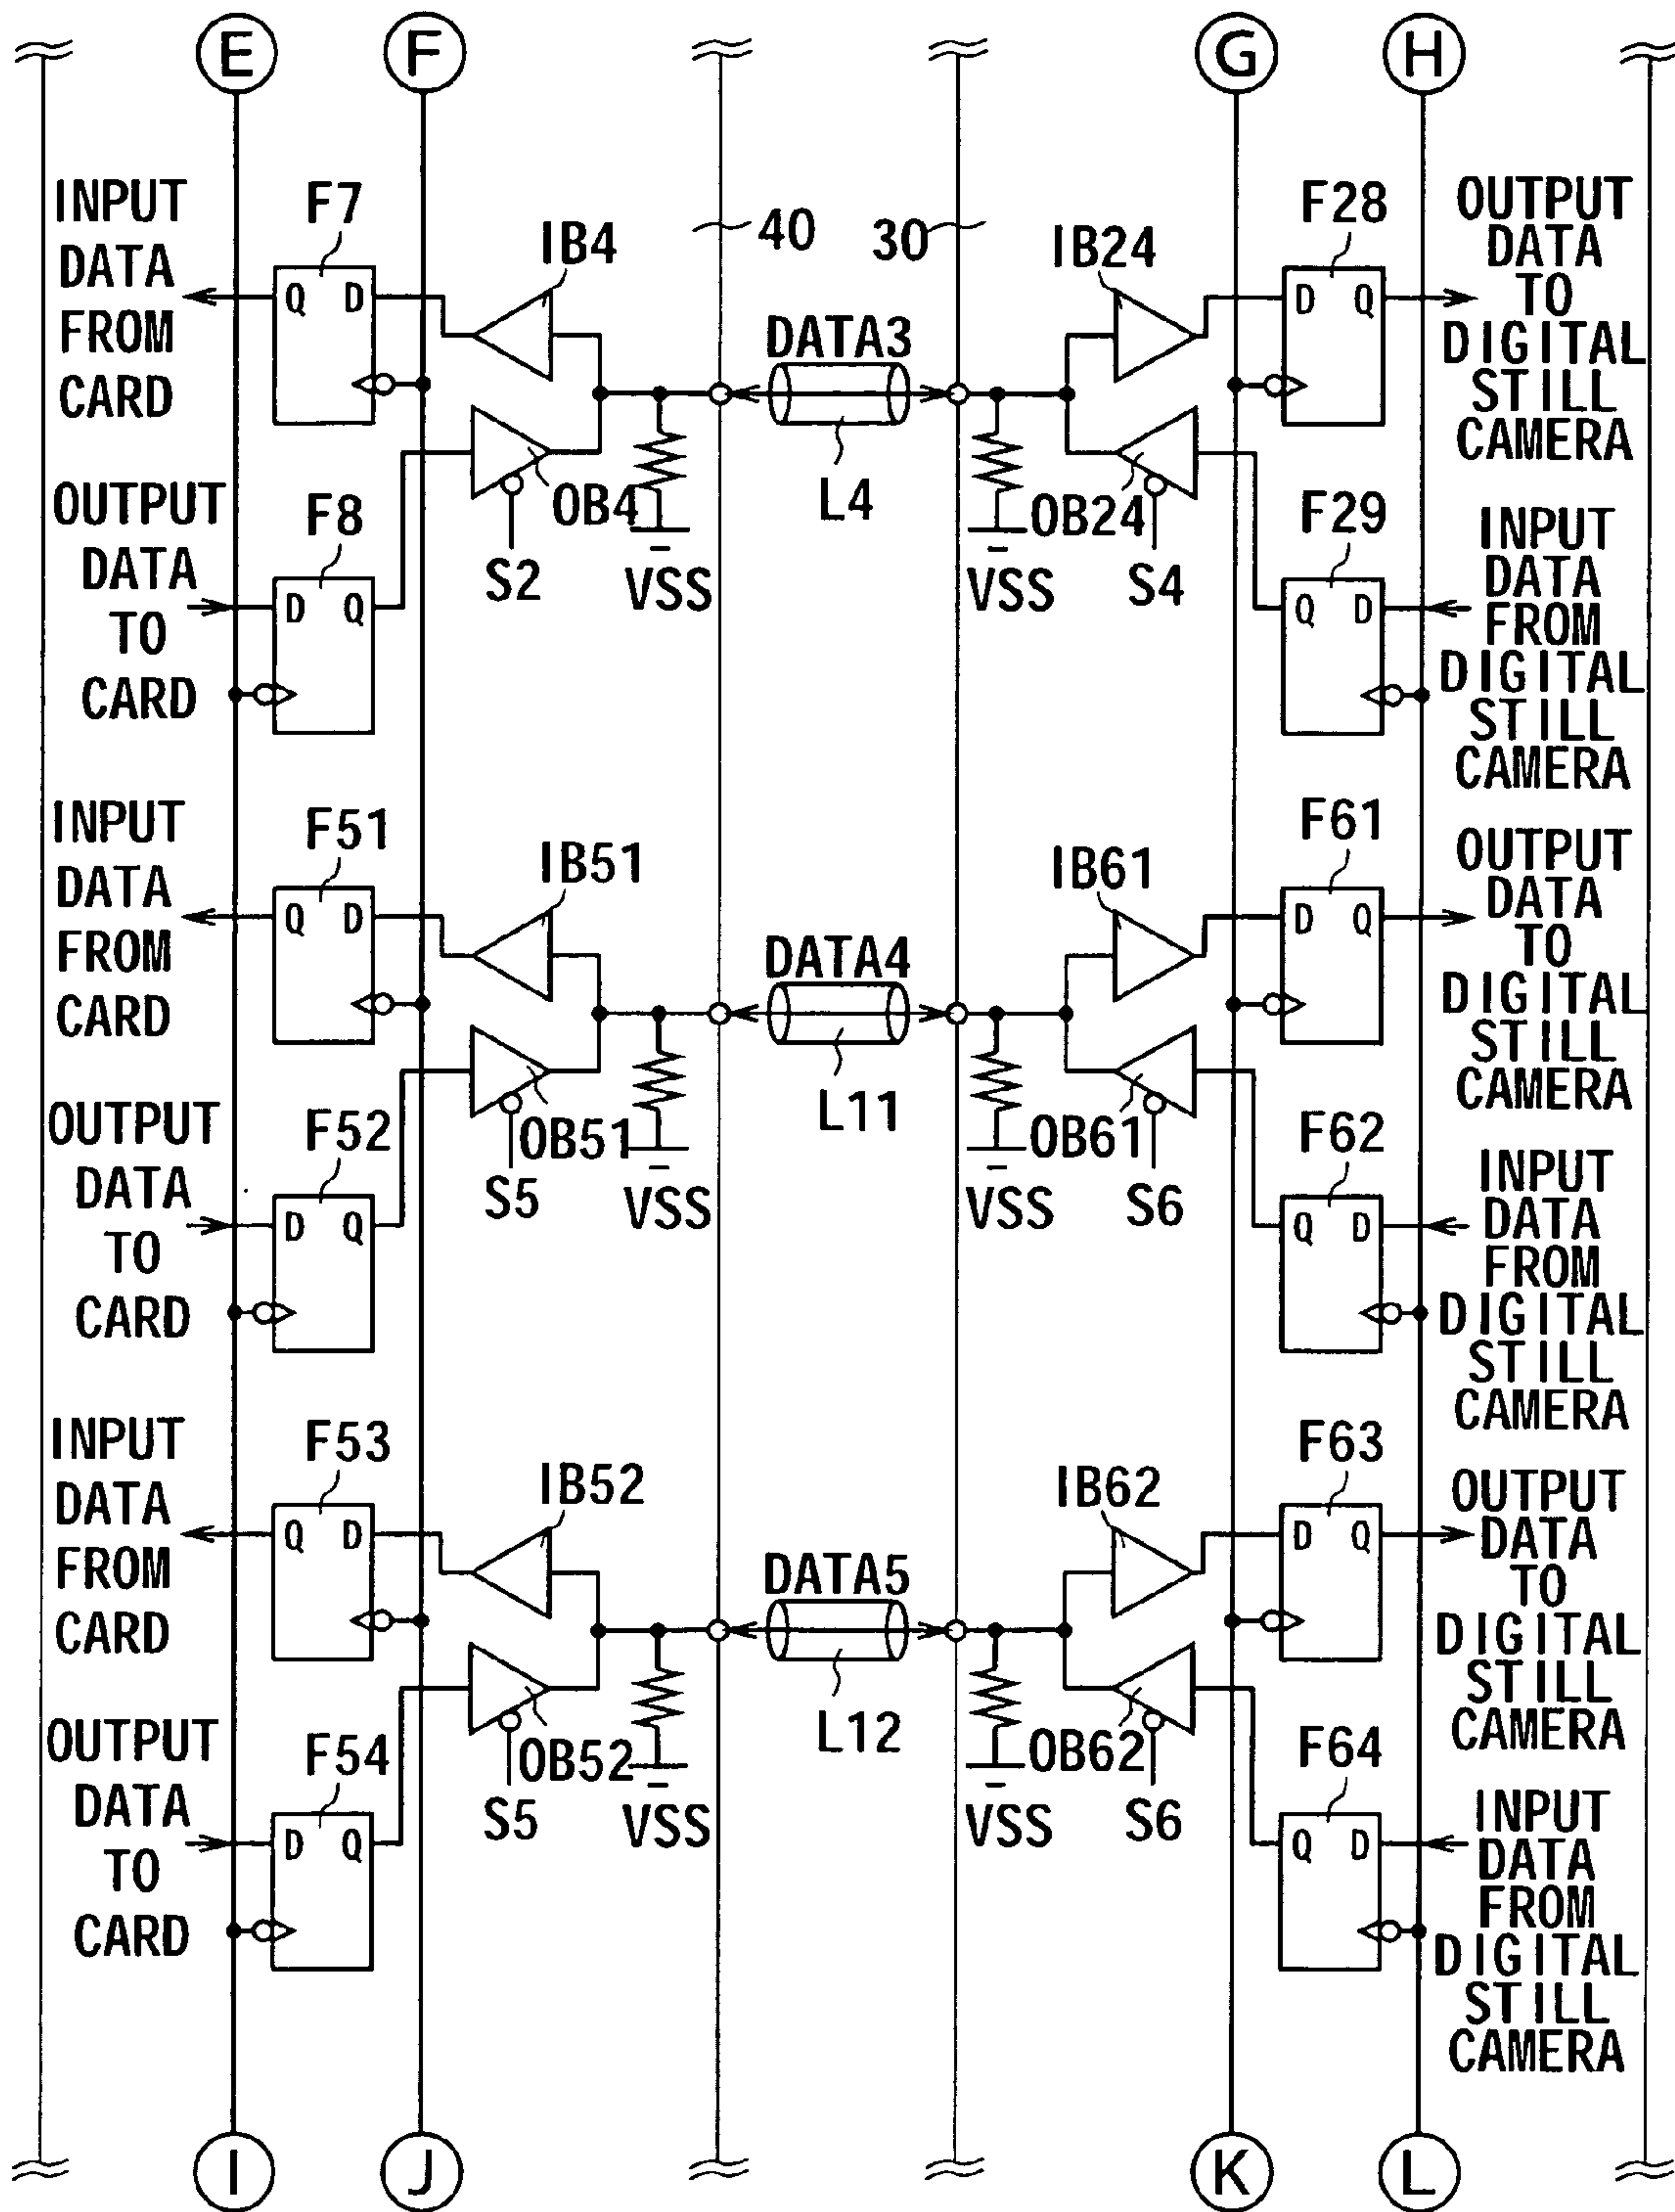 E
F
G
H
INPUT
DATA
FROM
CARD
F7
Q D
IB4
40
30
IB24
F28
D Q
OUTPUT
DATA
TO
DIGITAL
STILL
CAMERA
DATA3
L4
OUTPUT
DATA
TO
CARD
F8
D Q
OB4
S2
VSS
VSS
OB24
S4
F29
Q D
INPUT
DATA
FROM
DIGITAL
STILL
CAMERA
INPUT
DATA
FROM
CARD
F51
Q D
IB51
DATA4
L11
IB61
F61
D Q
OUTPUT
DATA
TO
DIGITAL
STILL
CAMERA
OUTPUT
DATA
TO
CARD
F52
D Q
OB51
S5
VSS
VSS
OB61
S6
F62
Q D
INPUT
DATA
FROM
DIGITAL
STILL
CAMERA
INPUT
DATA
FROM
CARD
F53
Q D
IB52
DATA5
L12
IB62
F63
D Q
OUTPUT
DATA
TO
DIGITAL
STILL
CAMERA
OUTPUT
DATA
TO
CARD
F54
D Q
OB52
S5
VSS
VSS
OB62
S6
F64
Q D
INPUT
DATA
FROM
DIGITAL
STILL
CAMERA
I
J
K
L